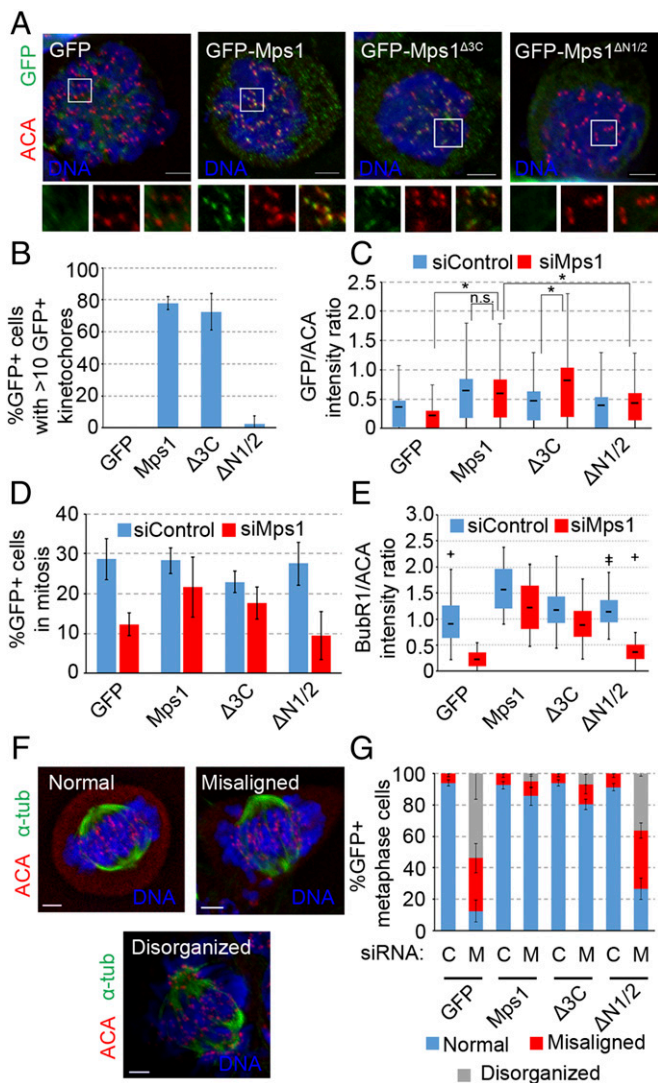 A
GFP
GFP-Mps1
GFP-Mps1Δ3C
GFP-Mps1ΔN1/2
ACA GFP
DNA
DNA
DNA
DNA
B
%GFP+ cells
with >10 GFP+
kinetochores
100
80
60
40
20
0
GFP
Mps1
Δ3C
ΔN1/2
C
siControl
siMps1
GFP/ACA
intensity ratio
2.5
2.0
1.5
1.0
0.5
0
*
n.s.
*
*
GFP
Mps1
Δ3C
ΔN1/2
D
siControl
siMps1
%GFP+ cells
in mitosis
40
30
20
10
0
GFP
Mps1
Δ3C
ΔN1/2
E
siControl
siMps1
BubR1/ACA
intensity ratio
3.0
2.5
2.0
1.5
1.0
0.5
0
GFP
Mps1
Δ3C
ΔN1/2
F
Normal
Misaligned
ACA α-tub
DNA
DNA
Disorganized
ACA α-tub
DNA
G
%GFP+
metaphase cells
100
80
60
40
20
0
siRNA: C M C M C M C M
GFP
Mps1
Δ3C
ΔN1/2
Normal
Misaligned
Disorganized